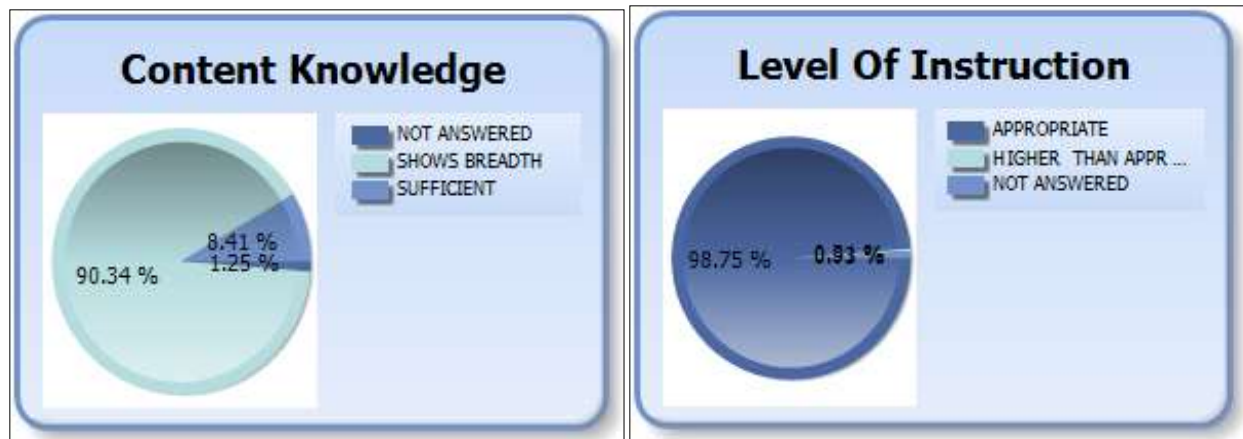 Content Knowledge
NOT ANSWERED
SHOWS BREADTH
SUFFICIENT
8.41 %
1.25 %
90.34 %
Level Of Instruction
APPROPRIATE
HIGHER THAN APPR ...
NOT ANSWERED
98.75 %